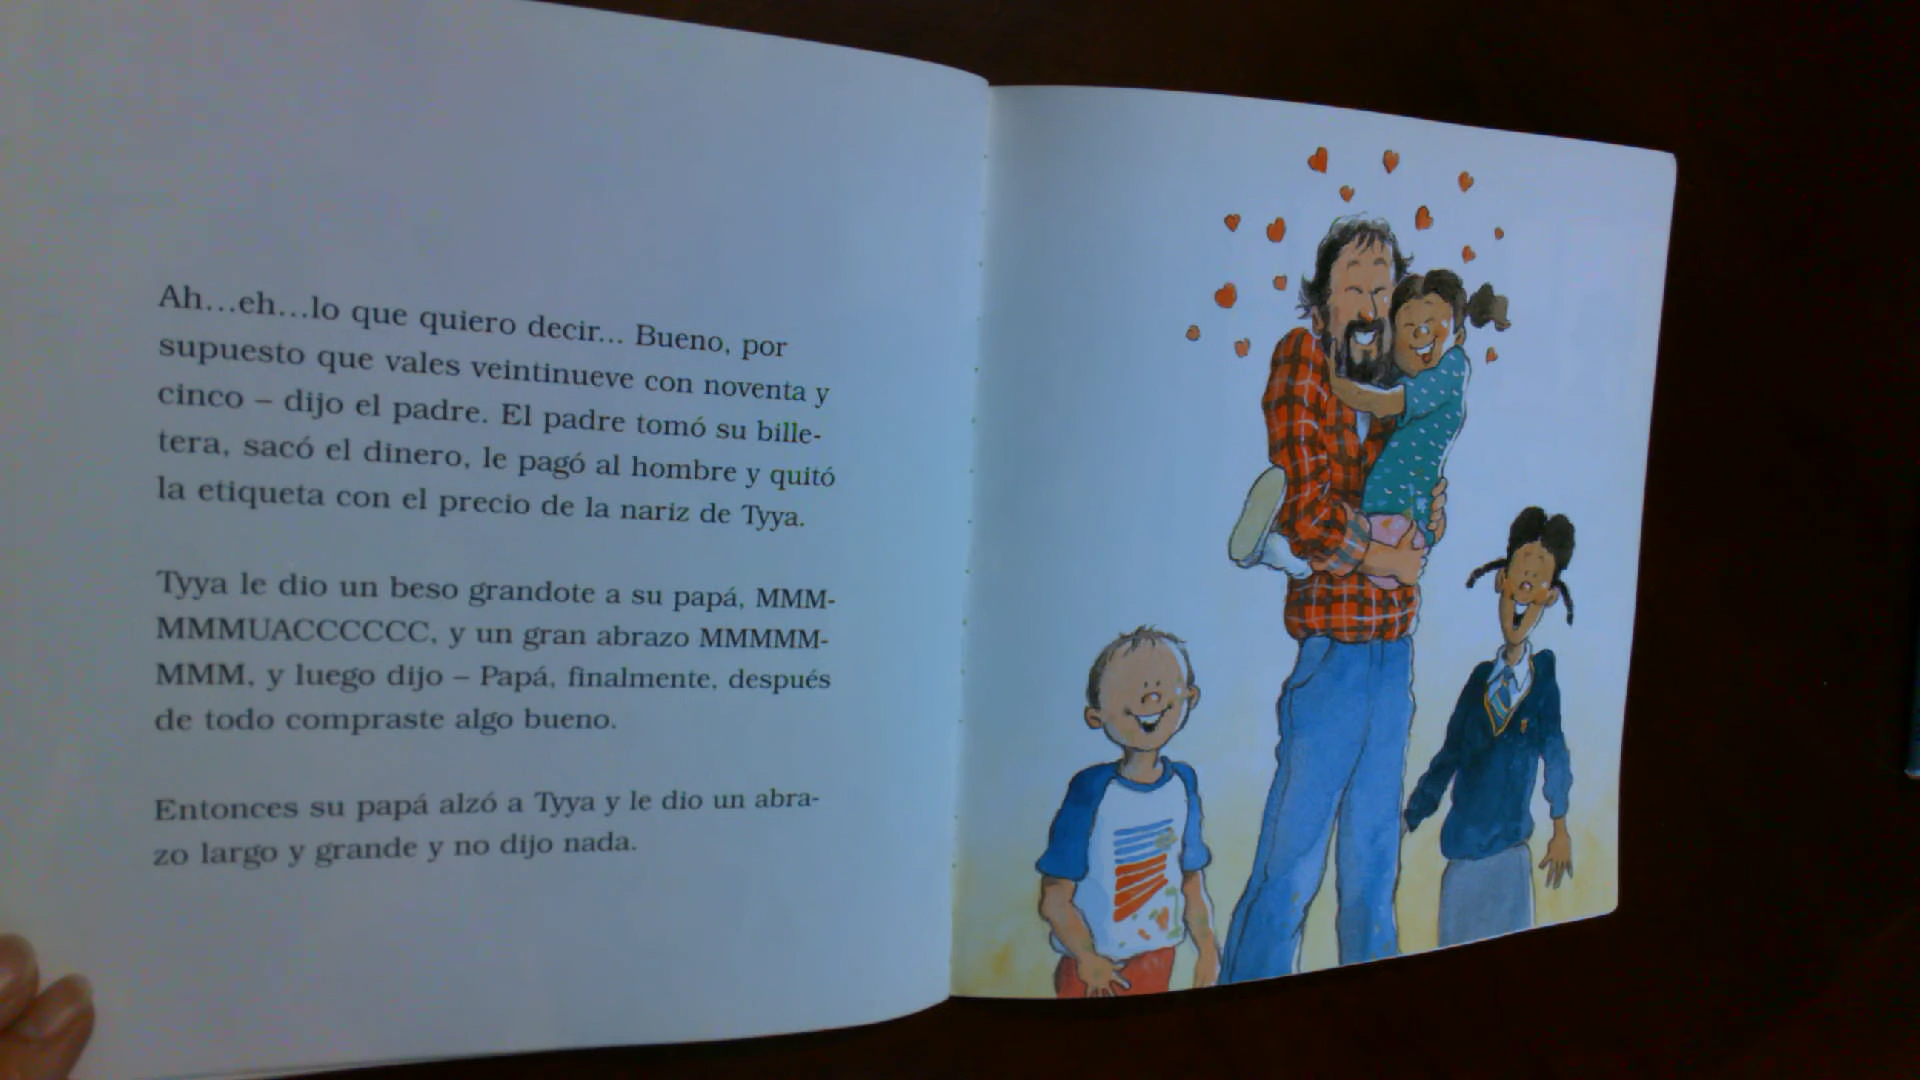 Ah...eh...lo que quiero decir... Bueno, por
supuesto que vales veintinueve con noventa y
cinco – dijo el padre. El padre tomó su bille-
tera, sacó el dinero, le pagó al hombre y quitó
la etiqueta con el precio de la nariz de Tyya.
Tyya le dio un beso grandote a su papá, MMM-
MMMUACCCCCC, y un gran abrazo MMMMM-
MMM, y luego dijo – Papá, finalmente, después
de todo compraste algo bueno.
Entonces su papá alzó a Tyya y le dio un abra-
zo largo y grande y no dijo nada.